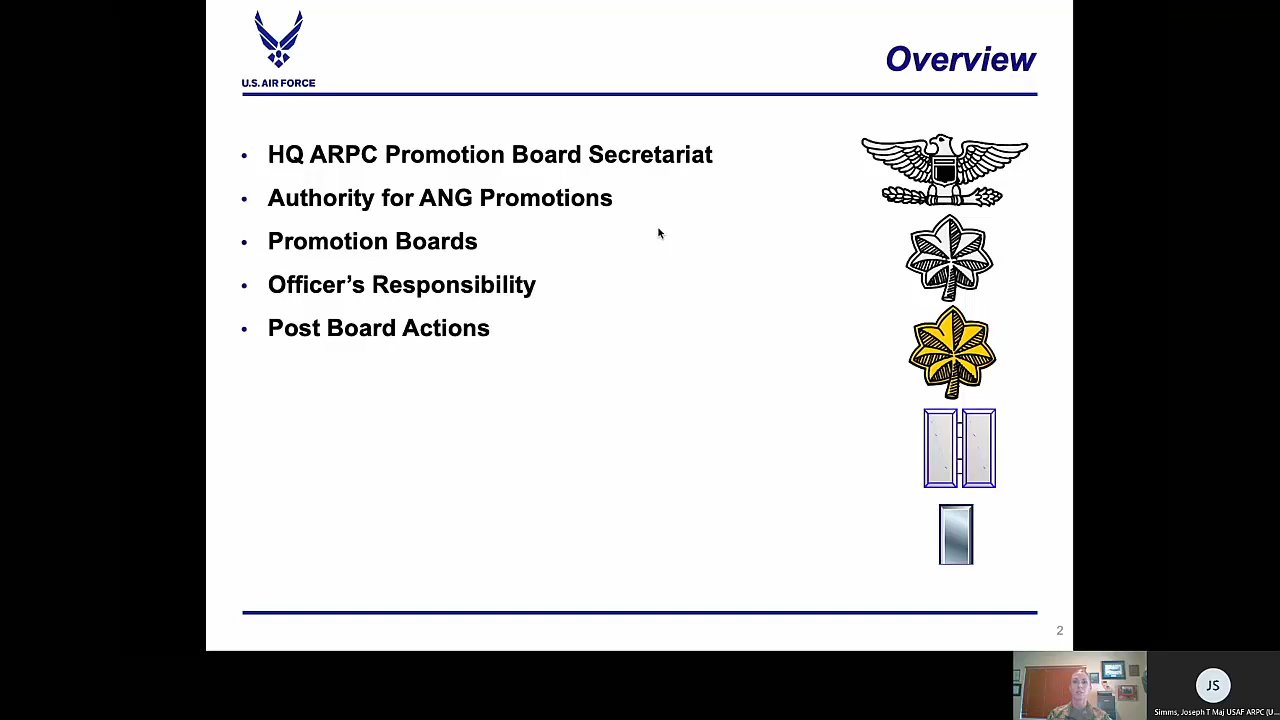 U.S. AIR FORCE
Overview
• HQ ARPC Promotion Board Secretariat
• Authority for ANG Promotions
• Promotion Boards
• Officer's Responsibility
• Post Board Actions
2
JS
Simms, Joseph T Maj USAF ARPC (U...